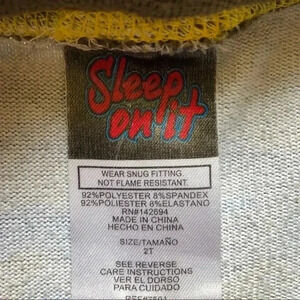 Sleep
on it
WEAR SNUG FITTING
NOT FLAME RESISTANT.
92%POLYESTER 8%SPANDEX
92%POLIESTER 8%ELASTANO
RN#142694
MADE IN CHINA
HECHO EN CHINA
SIZE/TAMAÑO
2T
SEE REVERSE
CARE INSTRUCTIONS
VER EL DORSO
PARA CUIDADO